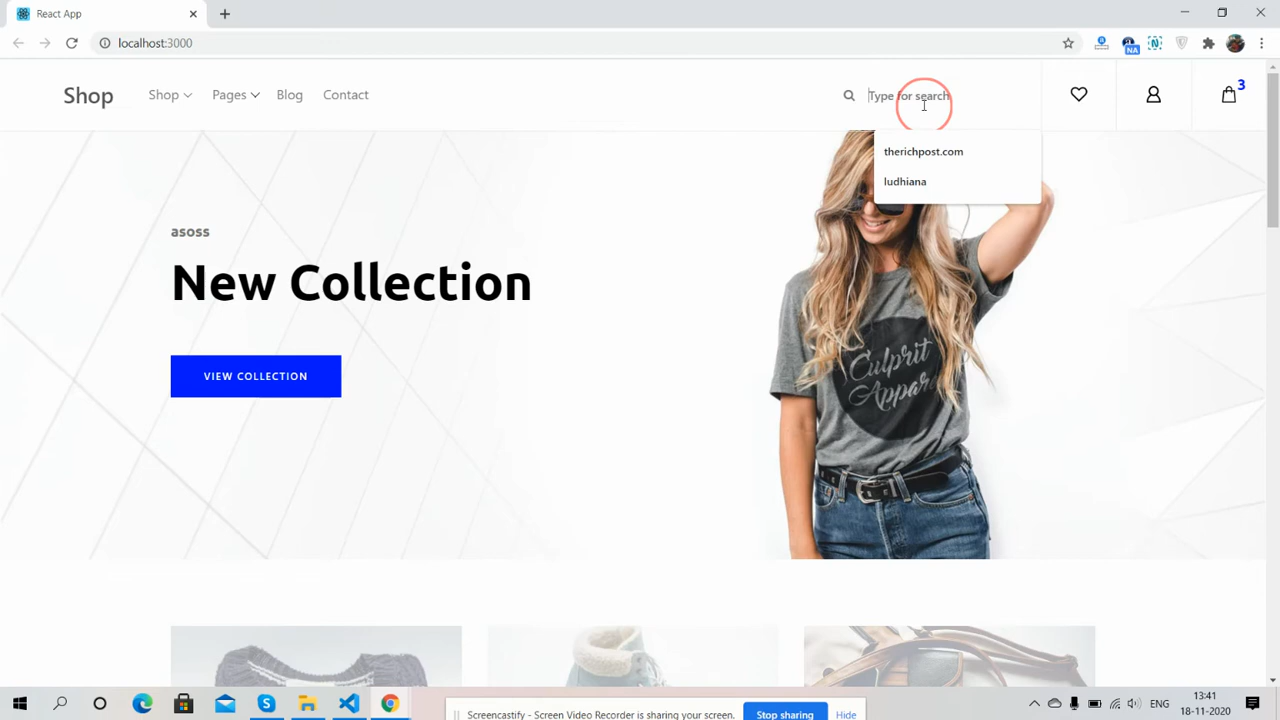 React App
localhost:3000
NA
Shop
Shop
Pages
Blog
Contact
Type for search
3
therichpost.com
ludhiana
asoss
New Collection
VIEW COLLECTION
Culprit
Apparel
Screencastify - Screen Video Recorder is sharing your screen.
Stop sharing
Hide
ENG
13:41
18-11-2020